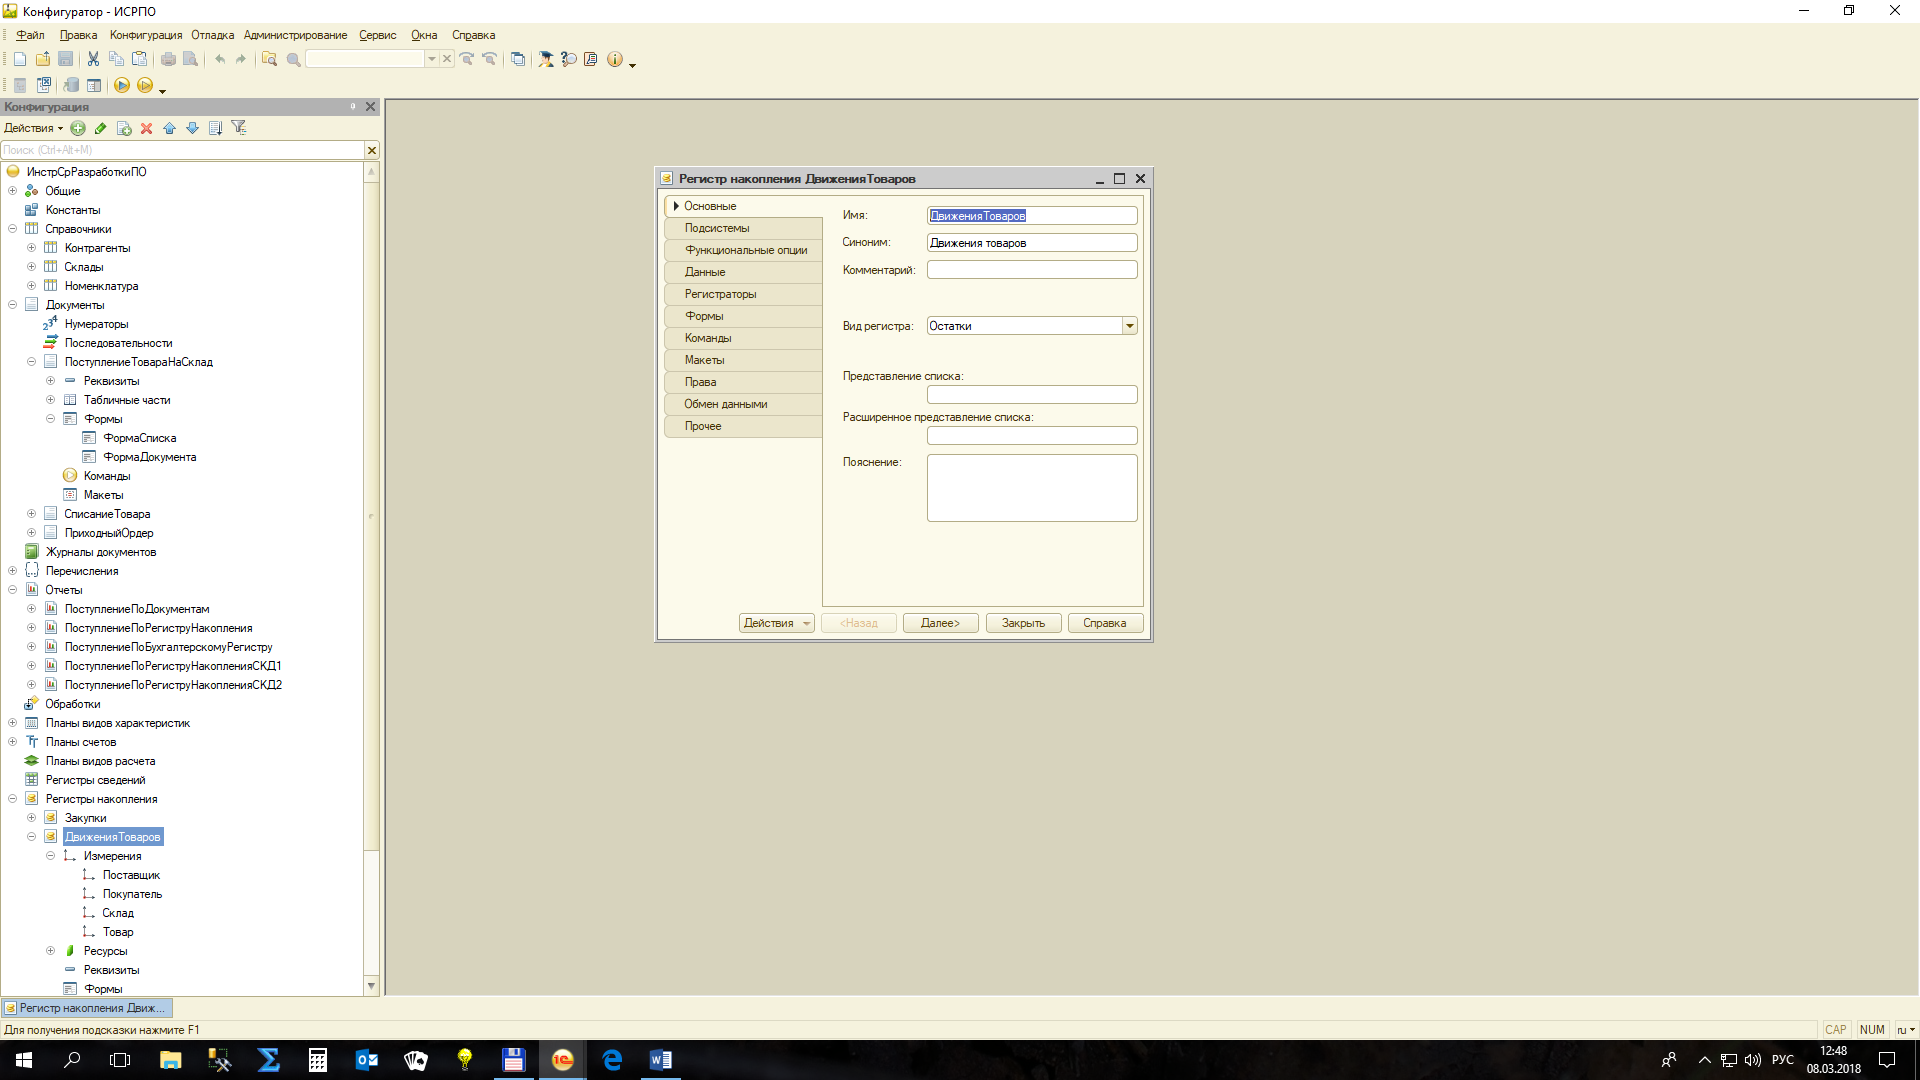 Конфигуратор - ИСРПО
Файл Правка Конфигурация Отладка Администрирование Сервис Окна Справка
Конфигурация
Действия
Поиск (Ctrl+Alt+M)
ИнстрСрРазработкиПО
Общие
Константы
Справочники
Контрагенты
Склады
Номенклатура
Документы
Нумераторы
Последовательности
ПоступлениеТовараНаСклад
Реквизиты
Табличные части
Формы
ФормаСписка
ФормаДокумента
Команды
Макеты
СписаниеТовара
ПриходныйОрдер
Журналы документов
Перечисления
Отчеты
ПоступлениеПоДокументам
ПоступлениеПоРегиструНакопления
ПоступлениеПоБухгалтерскомуРегистру
ПоступлениеПоРегиструНакопленияСКД1
ПоступлениеПоРегиструНакопленияСКД2
Обработки
Планы видов характеристик
Планы счетов
Планы видов расчета
Регистры сведений
Регистры накопления
Закупки
ДвиженияТоваров
Измерения
Поставщик
Покупатель
Склад
Товар
Ресурсы
Реквизиты
Формы
Регистр накопления ДвиженияТоваров
Основные
Подсистемы
Функциональные опции
Данные
Регистраторы
Формы
Команды
Макеты
Права
Обмен данными
Прочее
Имя: ДвиженияТоваров
Синоним: Движения товаров
Комментарий:
Вид регистра: Остатки
Представление списка:
Расширенное представление списка:
Пояснение:
Действия <Назад Далее> Закрыть Справка
Регистр накопления Движ...
Для получения подсказки нажмите F1
CAP NUM ru
РУС
12:48
08.03.2018